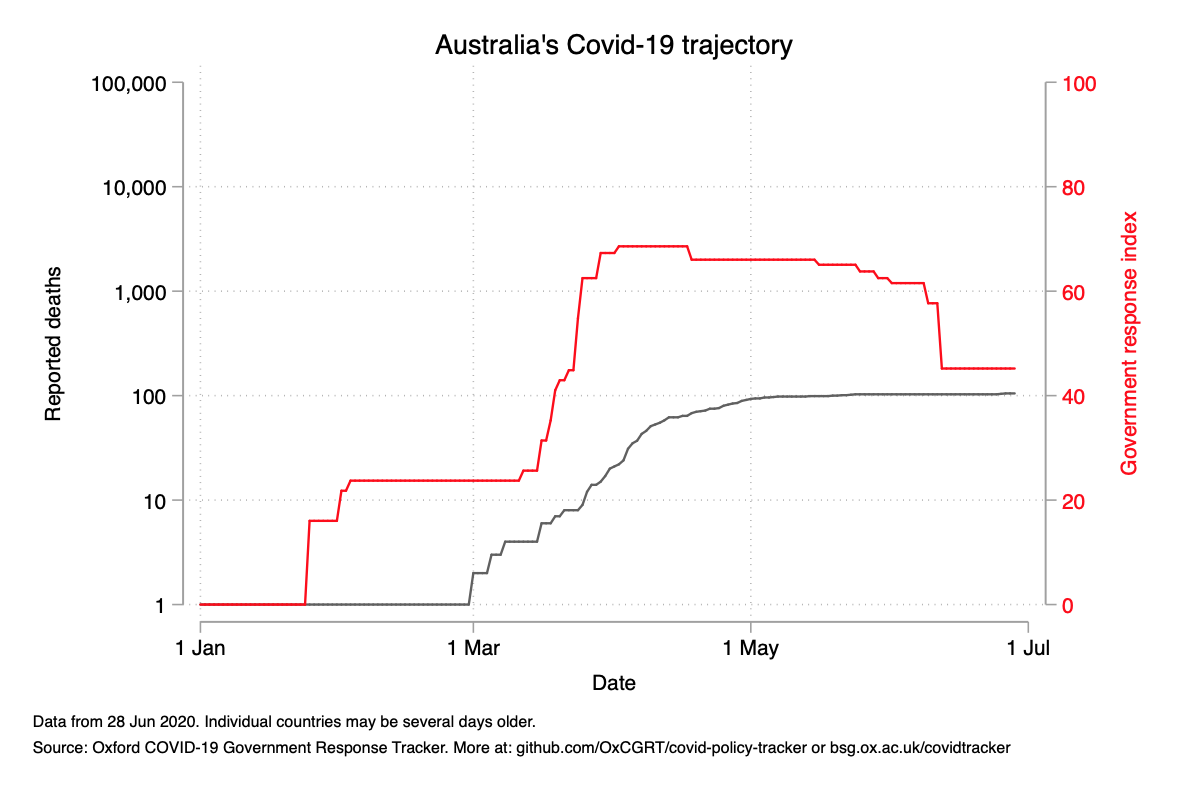 Australia's Covid-19 trajectory
100,000
10,000
1,000
100
10
1
Reported deaths
100
80
60
40
20
0
Government response index
1 Jan
1 Mar
1 May
1 Jul
Date
Data from 28 Jun 2020. Individual countries may be several days older.
Source: Oxford COVID-19 Government Response Tracker. More at: github.com/OxCGRT/covid-policy-tracker or bsg.ox.ac.uk/covidtracker